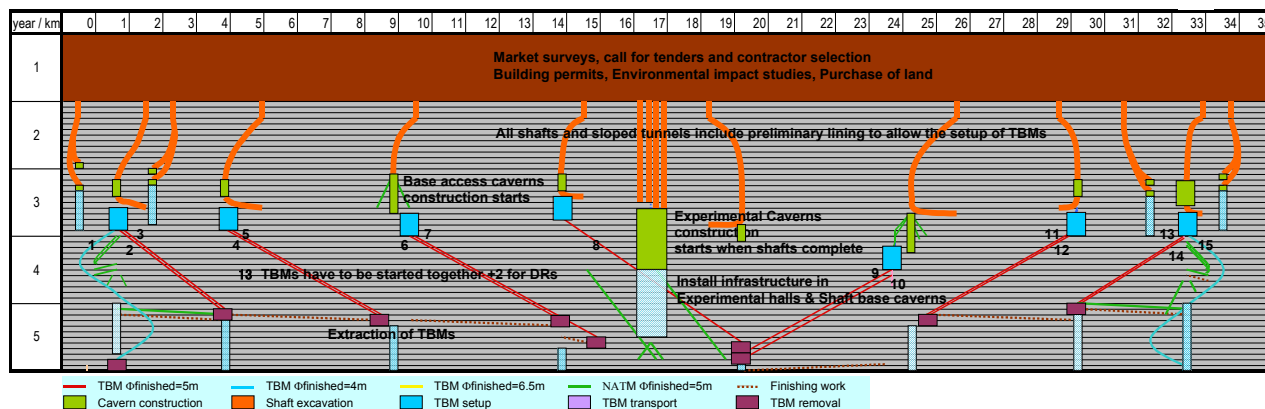 year / km 0 1 2 3 4 5 6 7 8 9 10 11 12 13 14 15 16 17 18 19 20 21 22 23 24 25 26 27 28 29 30 31 32 33 34 35
1
Market surveys, call for tenders and contractor selection
Building permits, Environmental impact studies, Purchase of land
2
All shafts and sloped tunnels include preliminary lining to allow the setup of TBMs
3
Base access caverns
construction starts
Experimental Caverns
construction
starts when shafts complete
1 2 3 4 5 6 7 8 9 10 11 12 13 14 15
4
13 TBMs have to be started together +2 for DRs
Install infrastructure in
Experimental halls & Shaft base caverns
5
Extraction of TBMs
TBM Φfinished=5m TBM Φfinished=4m TBM Φfinished=6.5m NATM Φfinished=5m Finishing work
Cavern construction Shaft excavation TBM setup TBM transport TBM removal